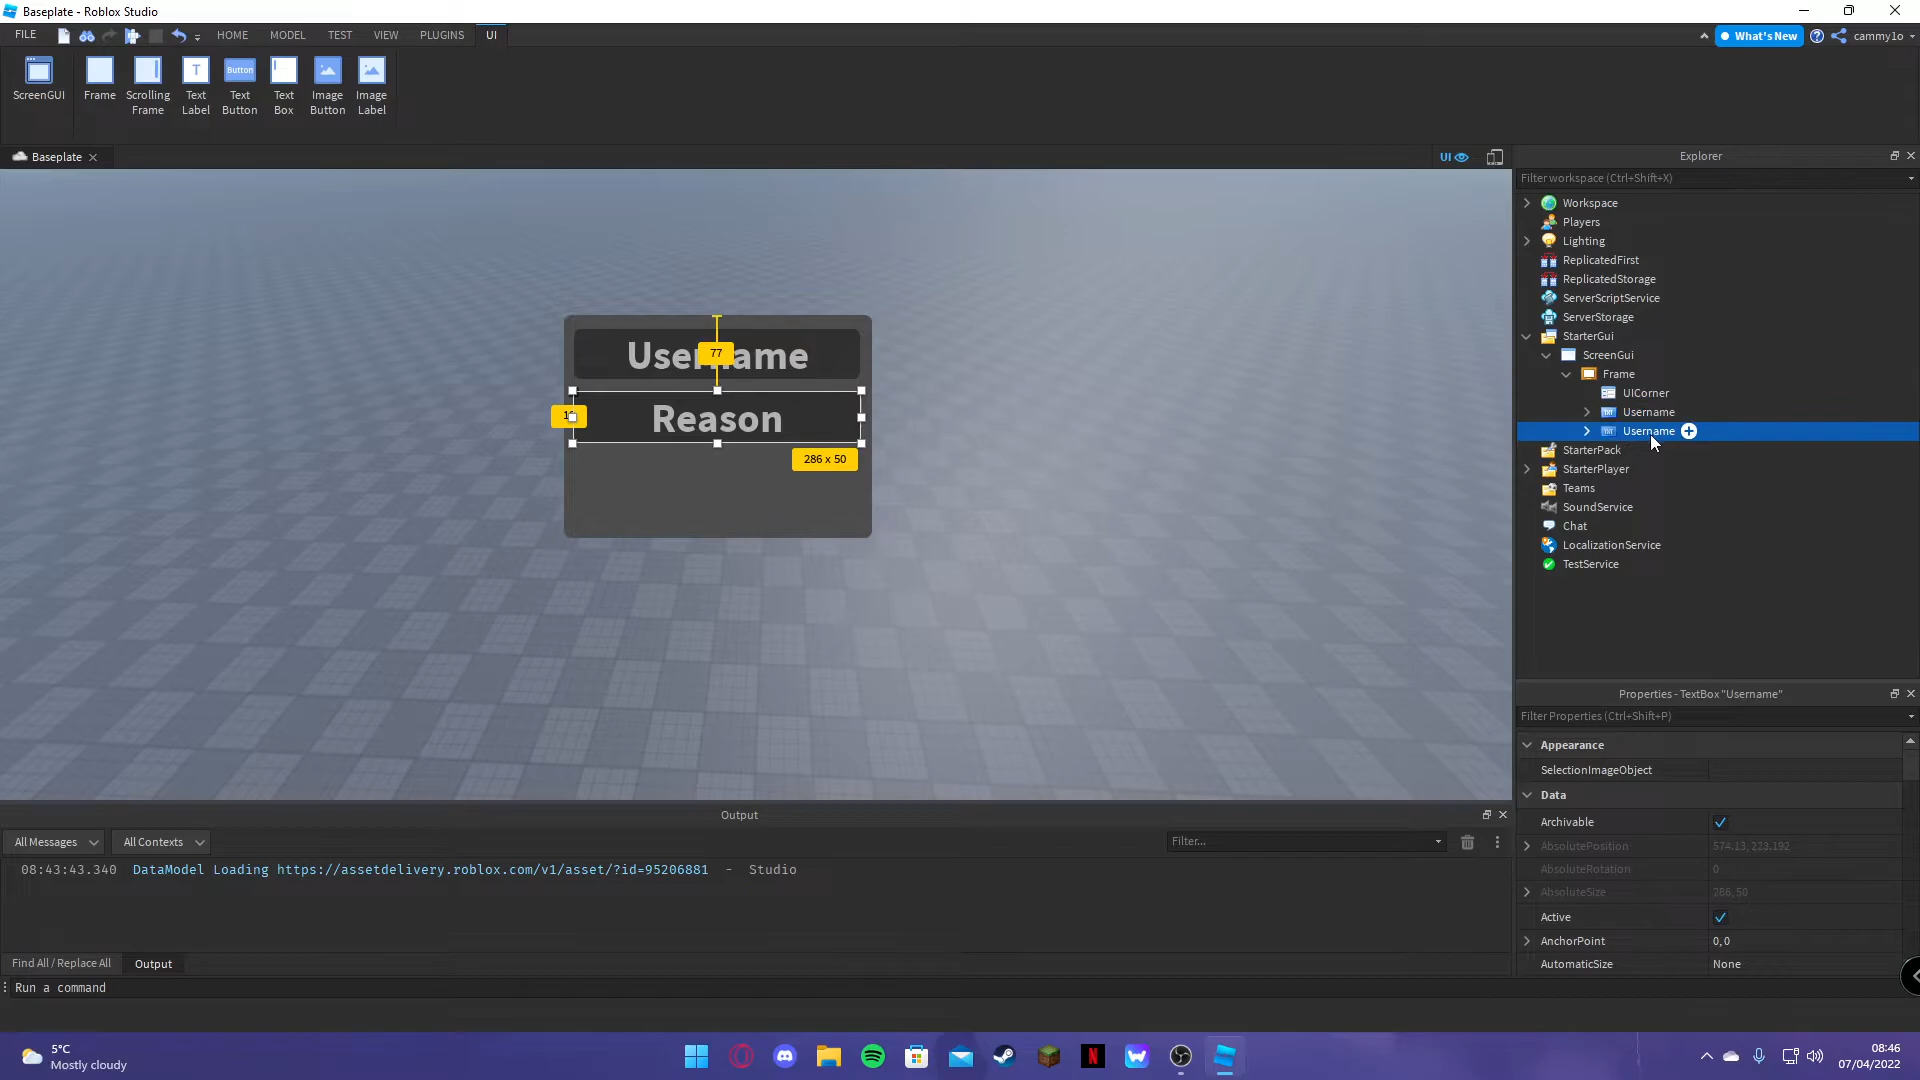 Baseplate - Roblox Studio
FILE HOME MODEL TEST VIEW PLUGINS UI What's New cammy1o
ScreenGUI Frame Scrolling Frame Text Label Button Text Button Text Box Image Button Image Label
Baseplate
UI
Explorer
Filter workspace (Ctrl+Shift+X)
Workspace
Players
Lighting
ReplicatedFirst
ReplicatedStorage
ServerScriptService
ServerStorage
StarterGui
ScreenGui
Frame
UICorner
Username
Username
StarterPack
StarterPlayer
Teams
SoundService
Chat
LocalizationService
TestService
Username
77
Reason
286 x 50
Properties - TextBox "Username"
Filter Properties (Ctrl+Shift+P)
Appearance
SelectionImageObject
Data
Archivable
AbsolutePosition 574.13, 223.192
AbsoluteRotation 0
AbsoluteSize 286, 50
Active
AnchorPoint 0, 0
AutomaticSize None
Output
All Messages All Contexts Filter...
08:43:43.340 DataModel Loading https://assetdelivery.roblox.com/v1/asset/?id=95206881 - Studio
Find All / Replace All Output
Run a command
5°C
Mostly cloudy
08:46
07/04/2022